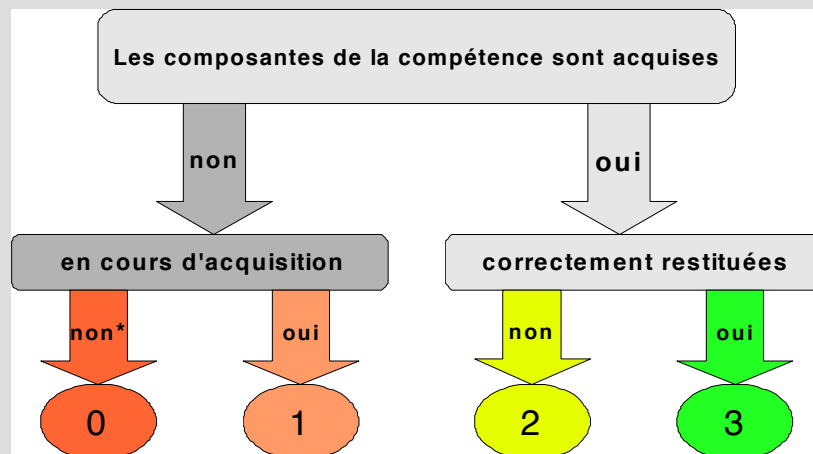 Les composantes de la compétence sont acquises
non
oui
en cours d'acquisition
correctement restituées
non*
oui
non
oui
0
1
2
3